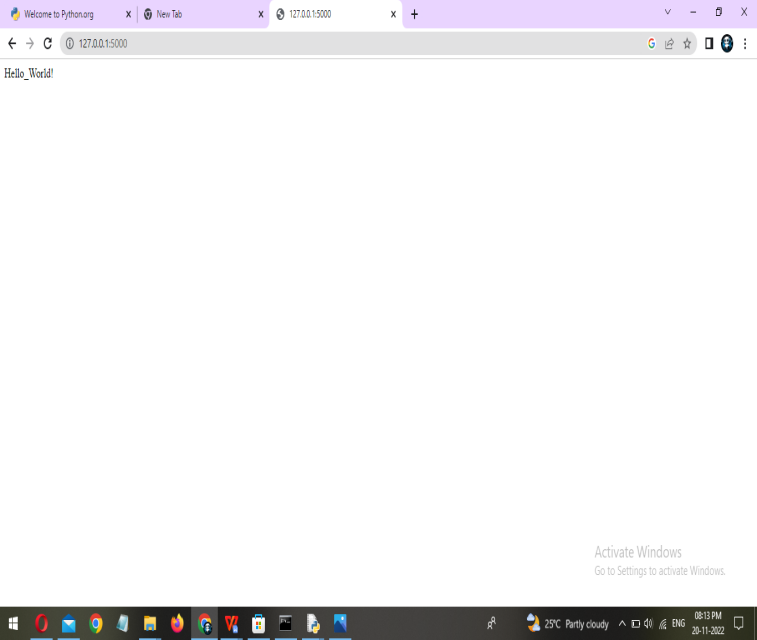 Welcome to Python.org
New Tab
127.0.0.1:5000
127.0.0.1:5000
Hello_World!
Activate Windows
Go to Settings to activate Windows.
25°C Partly cloudy
ENG
08:13 PM
20-11-2022